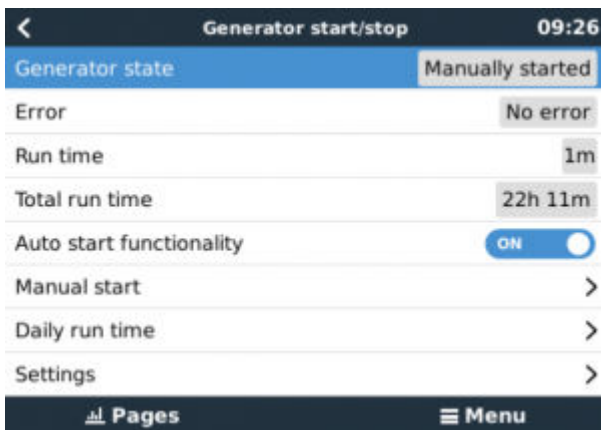 Generator start/stop 09:26
Generator state Manually started
Error No error
Run time 1m
Total run time 22h 11m
Auto start functionality ON
Manual start
Daily run time
Settings
Pages Menu